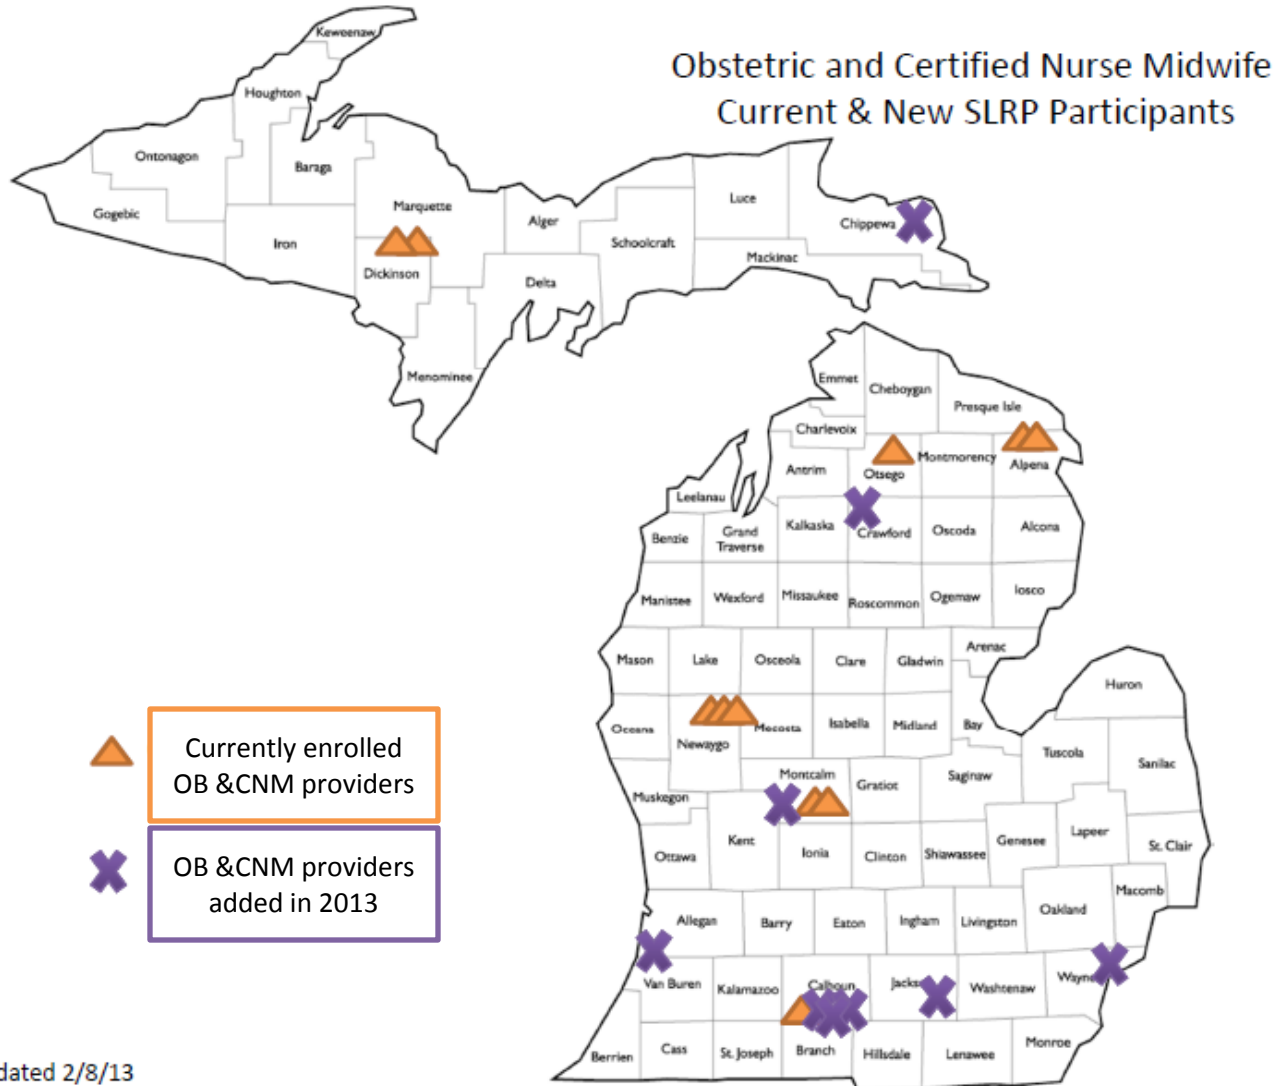 Obstetric and Certified Nurse Midwife
Current & New SLRP Participants
Keweenaw
Houghton
Ontonagon
Baraga
Gogebic
Marquette
Iron
Dickinson
Alger
Luce
Chippewa
Schoolcraft
Mackinac
Delta
Menominee
Emmet
Cheboygan
Presque Isle
Charlevoix
Antrim
Otsego
Montmorency
Alpena
Leelanau
Benzie
Grand
Traverse
Kalkaska
Crawford
Oscoda
Alcona
Manistee
Wexford
Missaukee
Roscommon
Ogemaw
Iosco
Mason
Lake
Osceola
Clare
Gladwin
Arenac
Huron
Oceana
Newaygo
Mecosta
Isabella
Midland
Bay
Tuscola
Sanilac
Muskegon
Montcalm
Gratiot
Saginaw
Kent
Ottawa
Ionia
Clinton
Shiawassee
Genesee
Lapeer
St. Clair
Allegan
Barry
Eaton
Ingham
Livingston
Oakland
Macomb
Van Buren
Kalamazoo
Calhoun
Jacks
Washtenaw
Wayne
Berrien
Cass
St. Joseph
Branch
Hillsdale
Lenawee
Monroe
Currently enrolled
OB &CNM providers
OB &CNM providers
added in 2013
dated 2/8/13